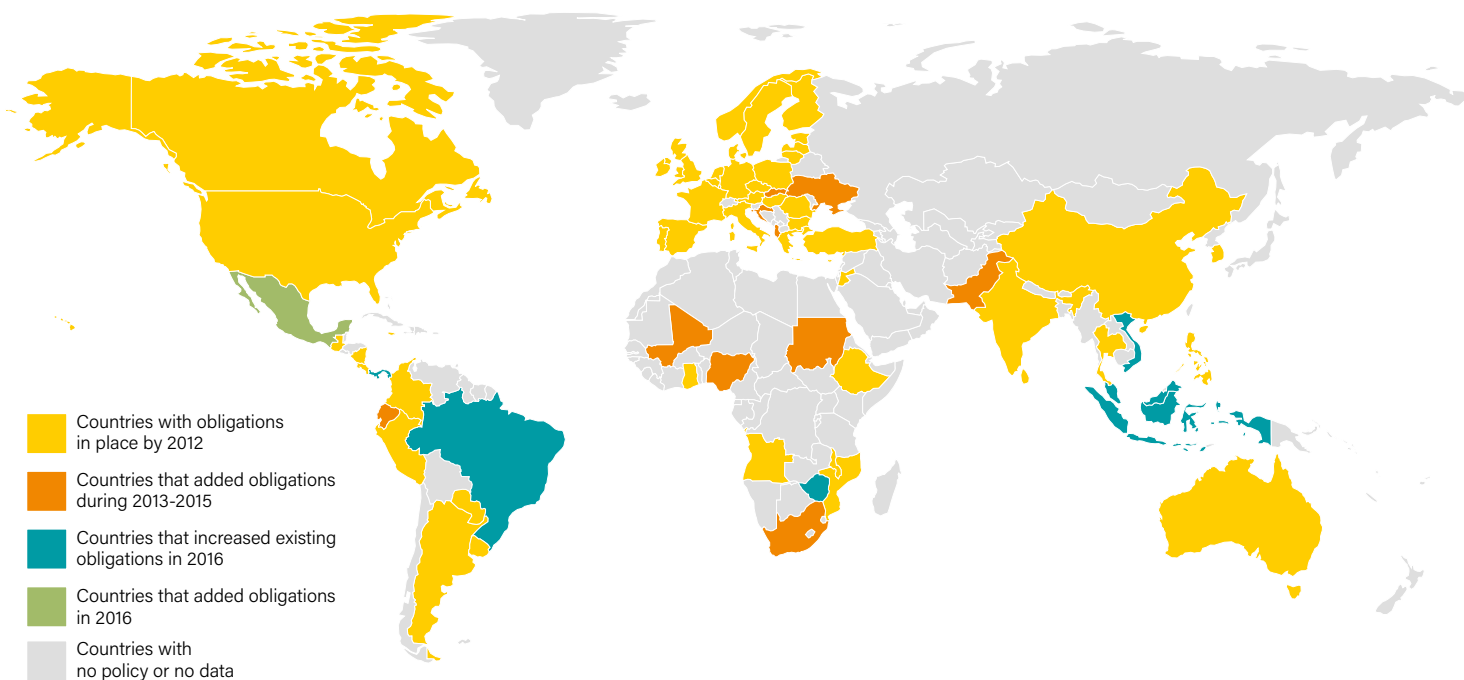 Countries with obligations
in place by 2012
Countries that added obligations
during 2013-2015
Countries that increased existing
obligations in 2016
Countries that added obligations
in 2016
Countries with
no policy or no data